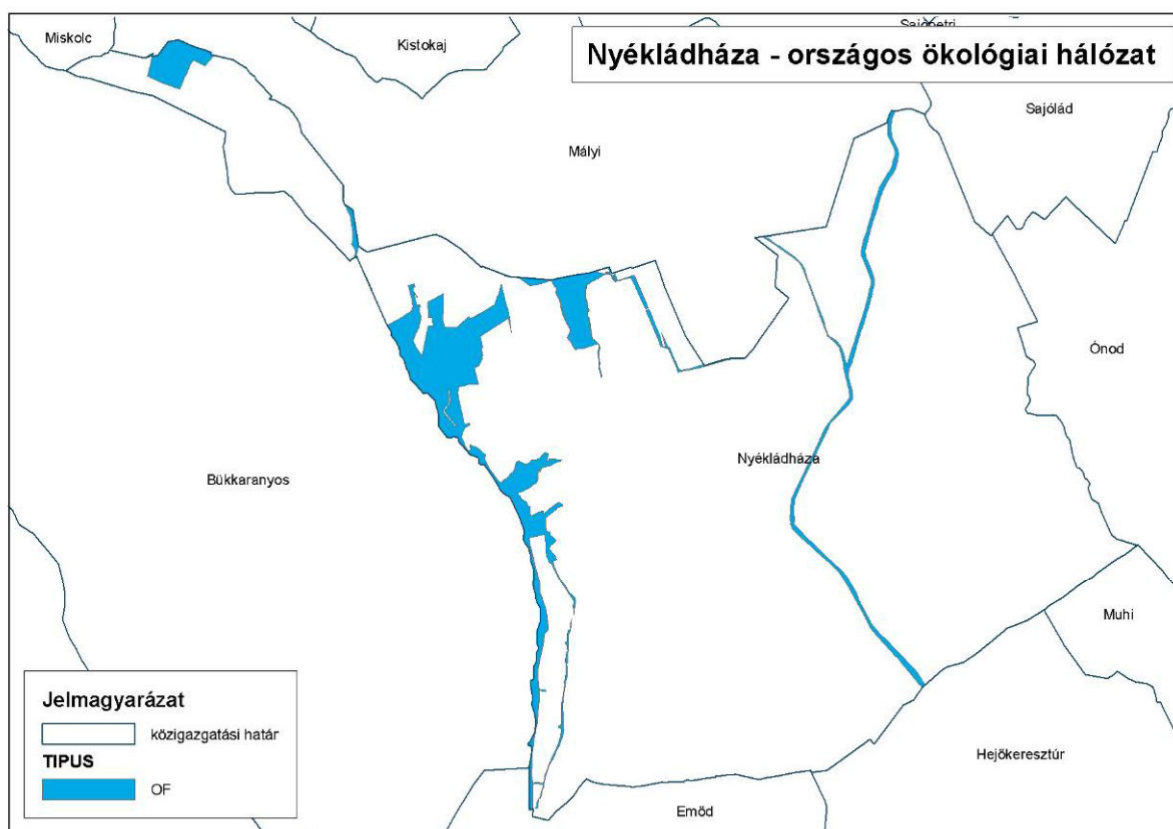 Miskolc
Kistokaj
Sajópetri
Nyékládháza - országos ökológiai hálózat
Sajólád
Mályi
Ónod
Bükkaranyos
Nyékládháza
Muhi
Hejőkeresztúr
Emőd
Jelmagyarázat
közigazgatási határ
TIPUS
OF